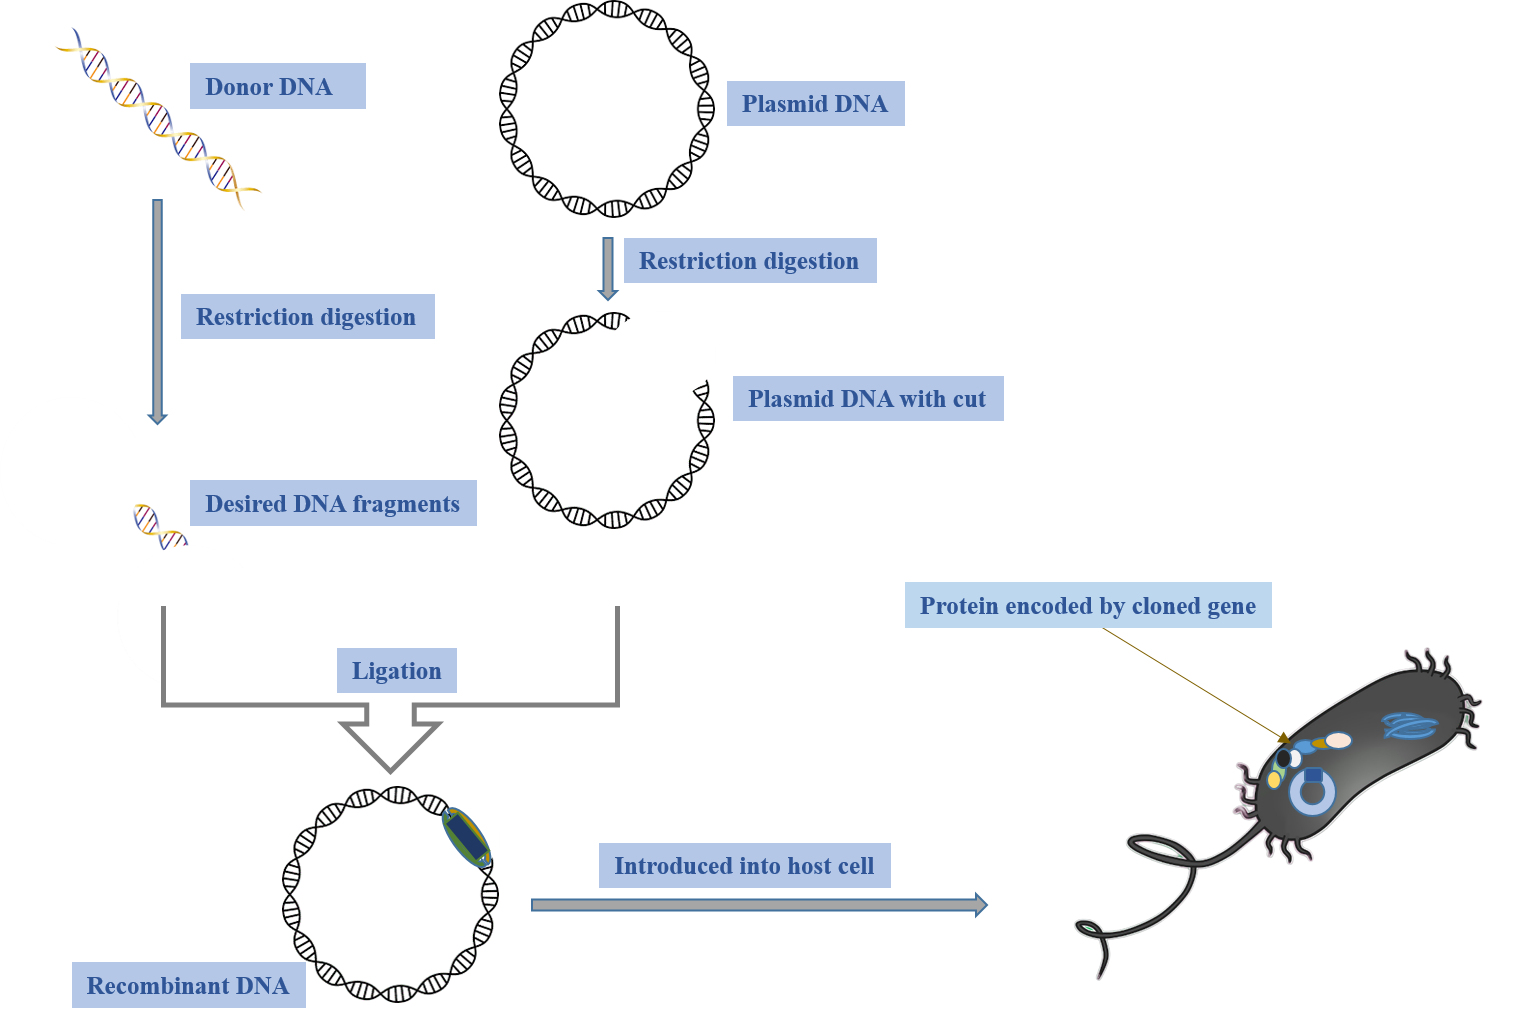 Donor DNA
Plasmid DNA
Restriction digestion
Restriction digestion
Plasmid DNA with cut
Desired DNA fragments
Protein encoded by cloned gene
Ligation
Introduced into host cell
Recombinant DNA